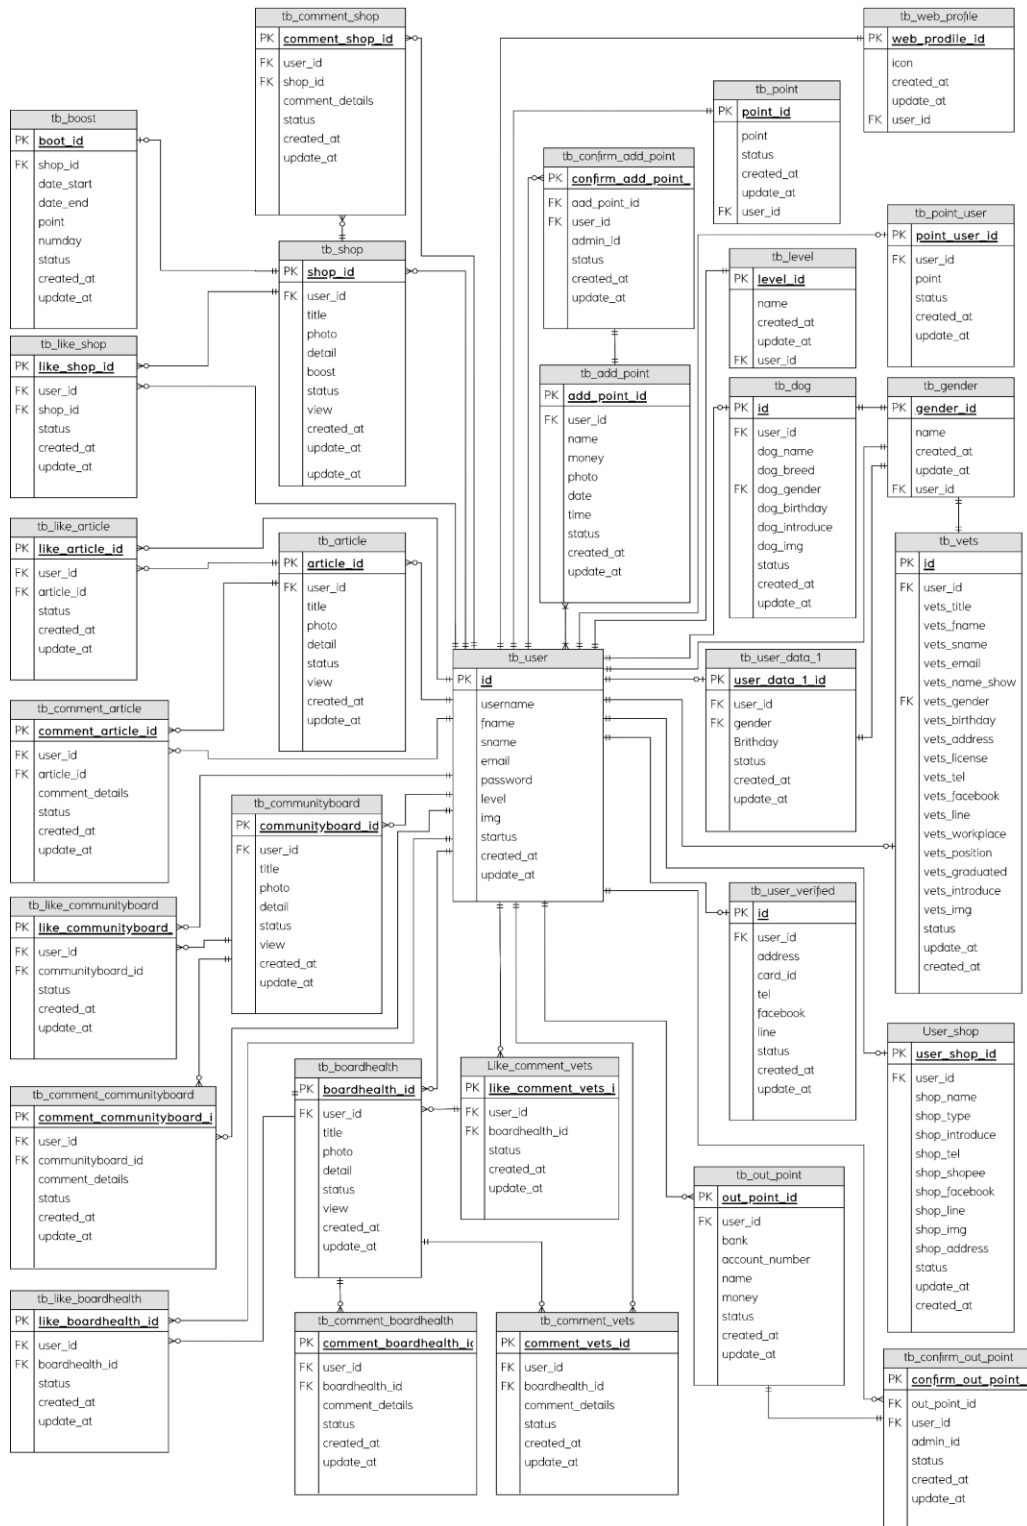 tb_comment_shop
PK comment_shop_id
FK user_id
FK shop_id
comment_details
status
created_at
update_at
tb_web_profile
PK web_prodile_id
icon
created_at
update_at
FK user_id
tb_point
PK point_id
point
status
created_at
update_at
FK user_id
tb_boost
PK boot_id
FK shop_id
date_start
date_end
point
numday
status
created_at
update_at
tb_confirm_add_point
PK confirm_add_point_
FK aad_point_id
FK user_id
admin_id
status
created_at
update_at
tb_point_user
PK point_user_id
FK user_id
point
status
created_at
update_at
tb_shop
PK shop_id
FK user_id
title
photo
detail
boost
status
view
created_at
update_at
update_at
tb_level
PK level_id
name
created_at
update_at
FK user_id
tb_like_shop
PK like_shop_id
FK user_id
FK shop_id
status
created_at
update_at
tb_add_point
PK add_point_id
FK user_id
name
money
photo
date
time
status
created_at
update_at
tb_dog
PK id
FK user_id
dog_name
dog_breed
FK dog_gender
dog_birthday
dog_introduce
dog_img
status
created_at
update_at
tb_gender
PK gender_id
name
created_at
update_at
FK user_id
tb_like_article
PK like_article_id
FK user_id
FK article_id
status
created_at
update_at
tb_article
PK article_id
FK user_id
title
photo
detail
status
view
created_at
update_at
tb_vets
PK id
FK user_id
vets_title
vets_fname
vets_sname
vets_email
vets_name_show
FK vets_gender
vets_birthday
vets_address
vets_license
vets_tel
vets_facebook
vets_line
vets_workplace
vets_position
vets_graduated
vets_introduce
vets_img
status
update_at
created_at
tb_user
PK id
username
fname
sname
email
password
level
img
startus
created_at
update_at
tb_user_data_1
PK user_data_1_id
FK user_id
FK gender
Brithday
status
created_at
update_at
tb_comment_article
PK comment_article_id
FK user_id
FK article_id
comment_details
status
created_at
update_at
tb_communityboard
PK communityboard_id
FK user_id
title
photo
detail
status
view
created_at
update_at
tb_like_communityboard
PK like_communityboard_
FK user_id
FK communityboard_id
status
created_at
update_at
tb_user_verified
PK id
FK user_id
address
card_id
tel
facebook
line
status
created_at
update_at
User_shop
PK user_shop_id
FK user_id
shop_name
shop_type
shop_introduce
shop_tel
shop_shopee
shop_facebook
shop_line
shop_img
shop_address
status
update_at
created_at
tb_comment_communityboard
PK comment_communityboard_i
FK user_id
FK communityboard_id
comment_details
status
created_at
update_at
tb_boardhealth
PK boardhealth_id
FK user_id
title
photo
detail
status
view
created_at
update_at
Like_comment_vets
PK like_comment_vets_i
FK user_id
FK boardhealth_id
status
created_at
update_at
tb_out_point
PK out_point_id
FK user_id
bank
account_number
name
money
status
created_at
update_at
tb_like_boardhealth
PK like_boardhealth_id
FK user_id
FK boardhealth_id
status
created_at
update_at
tb_comment_boardhealth
PK comment_boardhealth_id
FK user_id
FK boardhealth_id
comment_details
status
created_at
update_at
tb_comment_vets
PK comment_vets_id
FK user_id
FK boardhealth_id
comment_details
status
created_at
update_at
tb_confirm_out_point
PK confirm_out_point_
FK out_point_id
FK user_id
admin_id
status
created_at
update_at